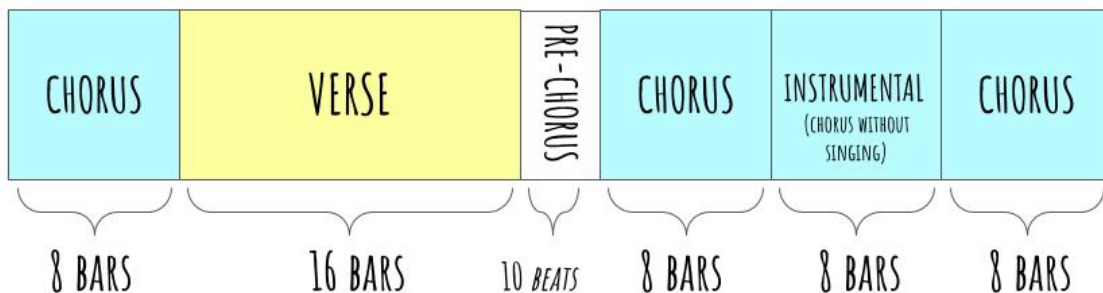 CHORUS
VERSE
PRE-CHORUS
CHORUS
INSTRUMENTAL
(CHORUS WITHOUT
SINGING)
CHORUS
8 BARS
16 BARS
10 BEATS
8 BARS
8 BARS
8 BARS